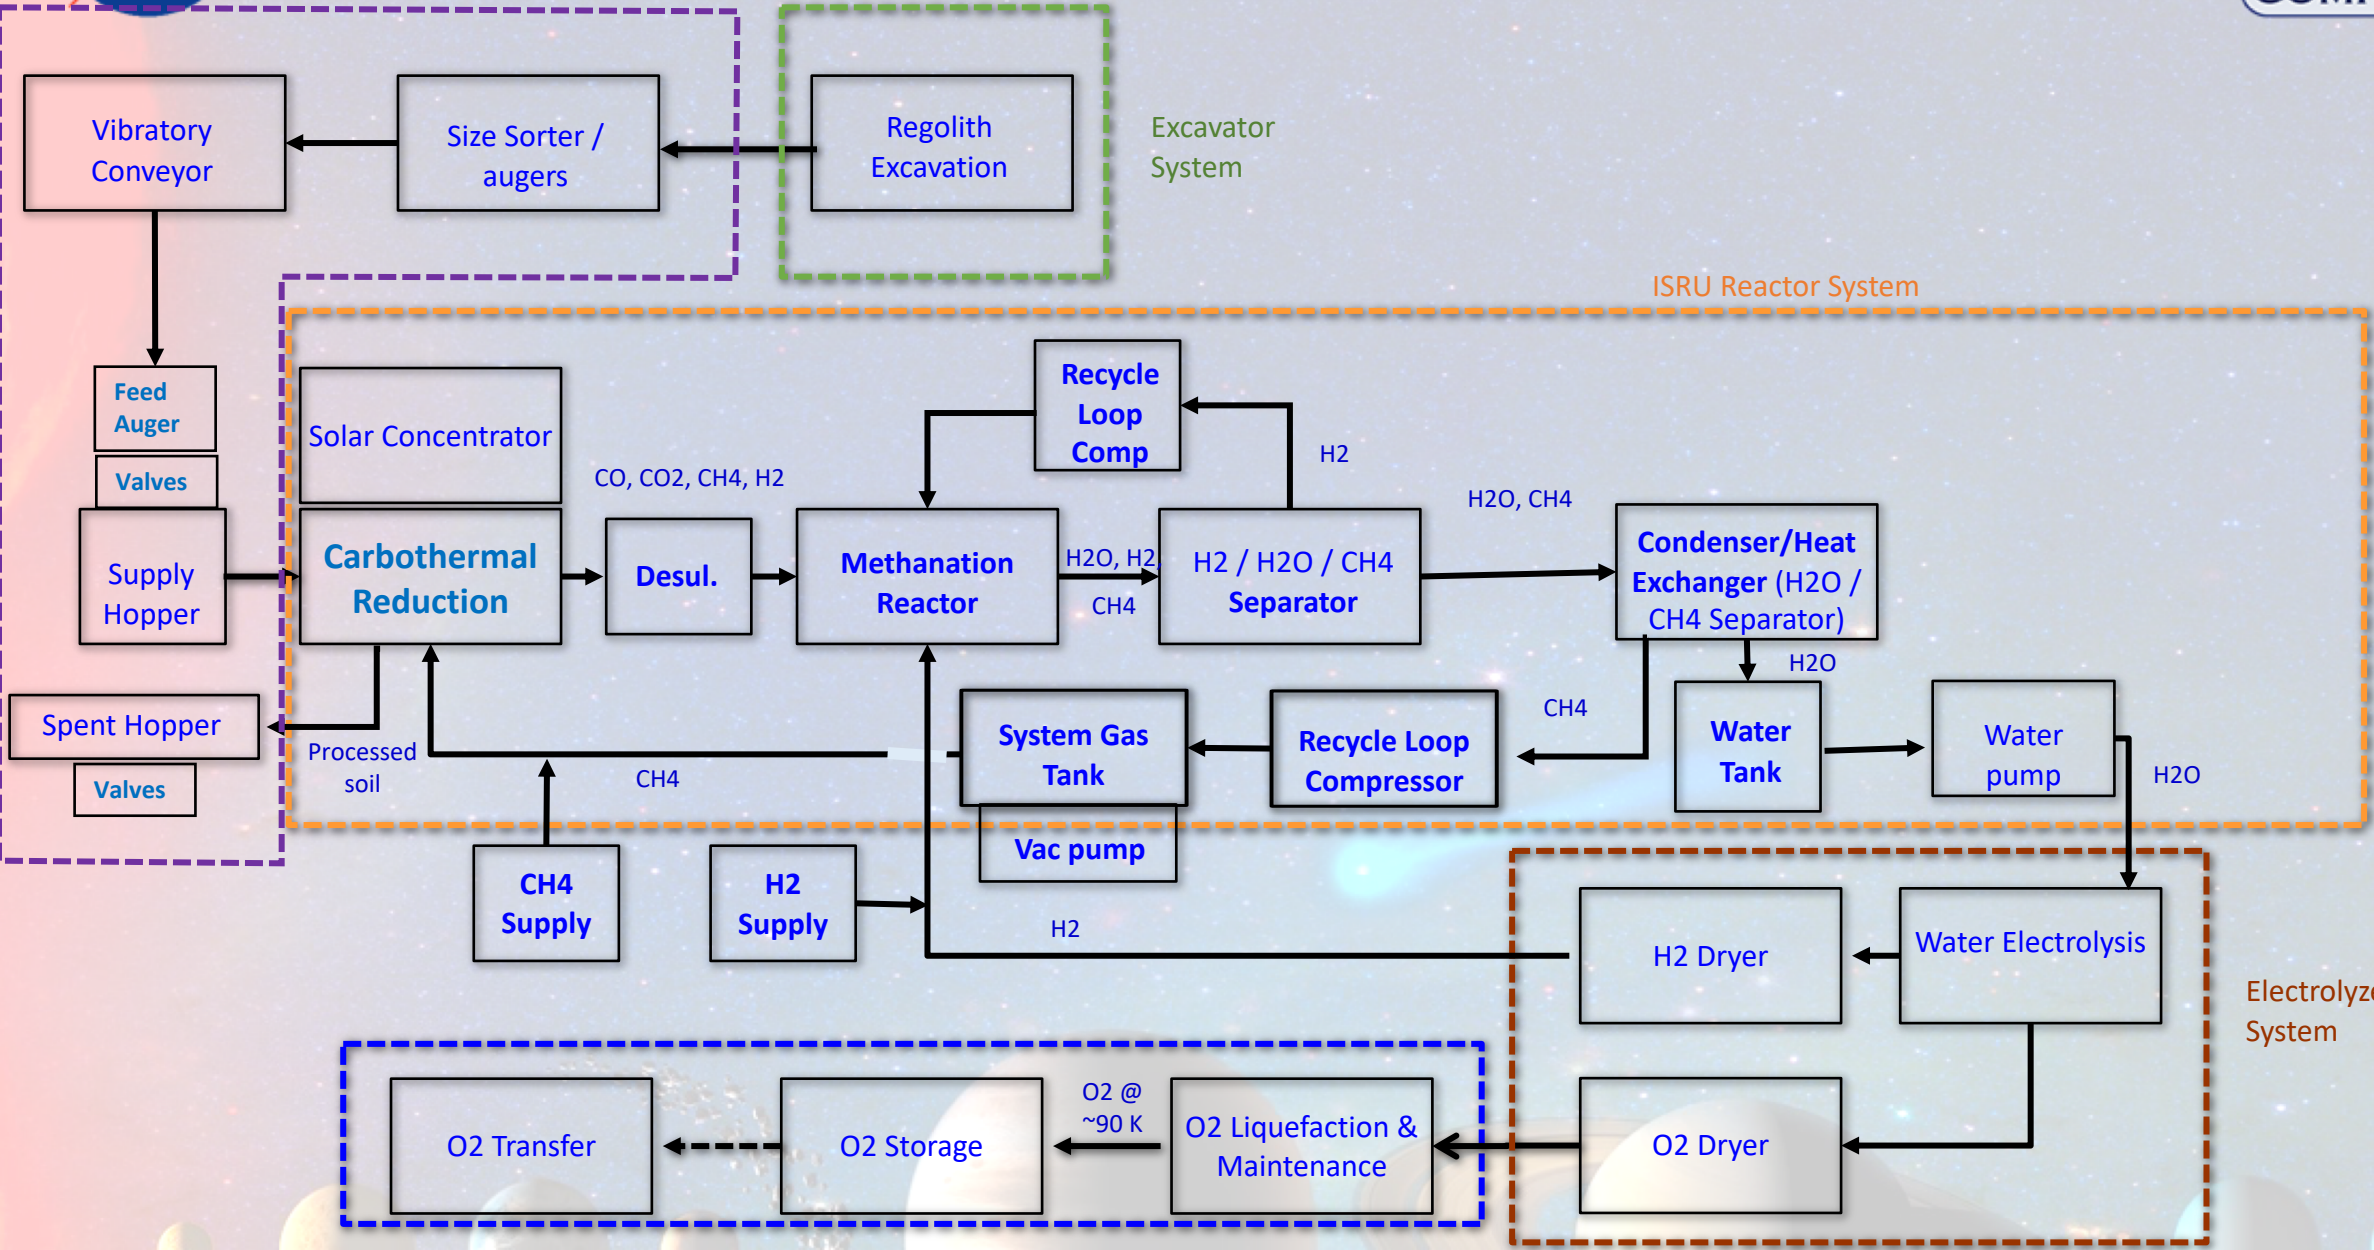 Vibratory
Conveyor
Size Sorter /
augers
Regolith
Excavation
Excavator
System
ISRU Reactor System
Feed
Auger
Valves
Supply
Hopper
Spent Hopper
Valves
Solar Concentrator
Carbothermal
Reduction
Processed
soil
CO, CO2, CH4, H2
Desul.
Methanation
Reactor
Recycle
Loop
Comp
H2
H2O, H2,
CH4
H2 / H2O / CH4
Separator
H2O, CH4
Condenser/Heat
Exchanger (H2O /
CH4 Separator)
H2O
CH4
Water
Tank
Water
pump
H2O
Recycle Loop
Compressor
System Gas
Tank
Vac pump
CH4
CH4
Supply
H2
Supply
H2
H2 Dryer
Water Electrolysis
System
O2 Dryer
O2 Liquefaction &
Maintenance
O2 @
~90 K
O2 Storage
O2 Transfer